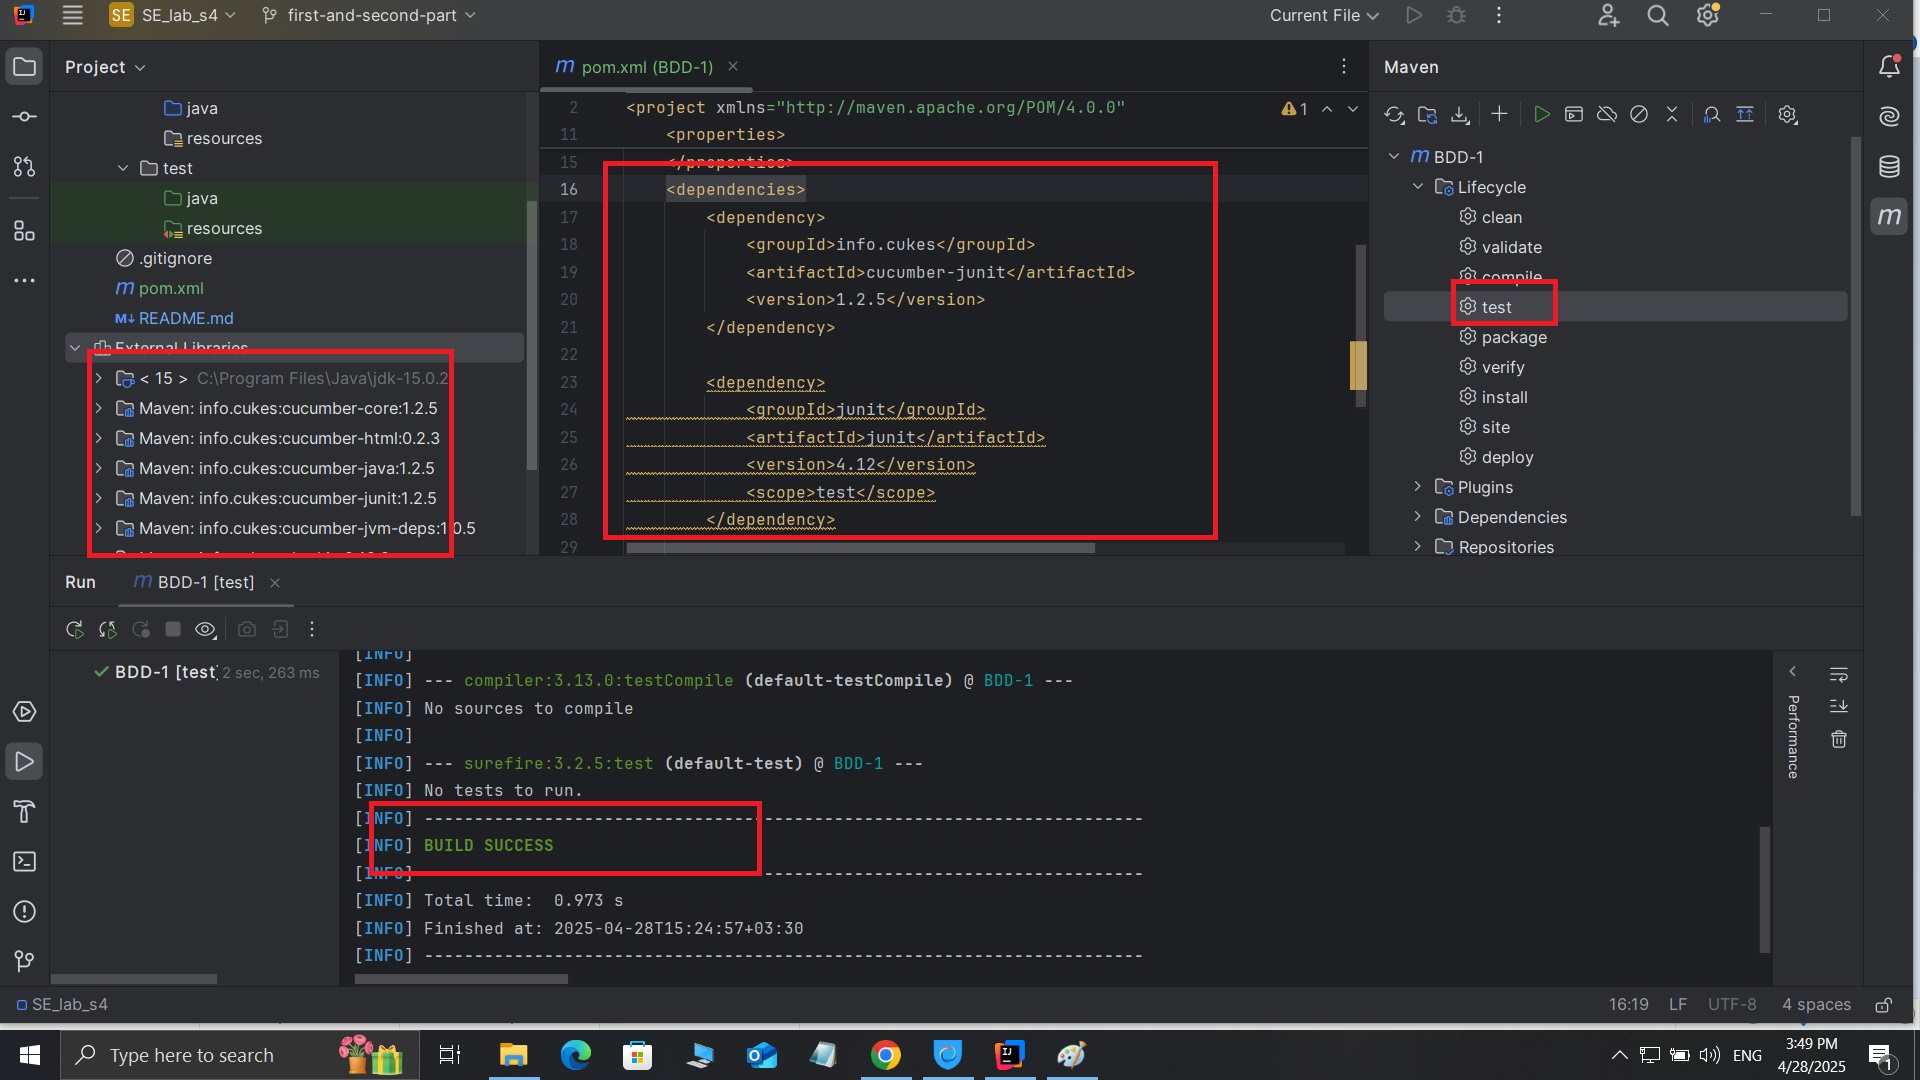 SE SE_lab_s4 first-and-second-part Current File
Project
java
resources
test
java
resources
.gitignore
m pom.xml
M↓ README.md
External Libraries
< 15 > C:\Program Files\Java\jdk-15.0.2
Maven: info.cukes:cucumber-core:1.2.5
Maven: info.cukes:cucumber-html:0.2.3
Maven: info.cukes:cucumber-java:1.2.5
Maven: info.cukes:cucumber-junit:1.2.5
Maven: info.cukes:cucumber-jvm-deps:1.0.5
m pom.xml (BDD-1)
1
2 <project xmlns="http://maven.apache.org/POM/4.0.0"
11 <properties>
15 </properties>
16 <dependencies>
17 <dependency>
18 <groupId>info.cukes</groupId>
19 <artifactId>cucumber-junit</artifactId>
20 <version>1.2.5</version>
21 </dependency>
22
23 <dependency>
24 <groupId>junit</groupId>
25 <artifactId>junit</artifactId>
26 <version>4.12</version>
27 <scope>test</scope>
28 </dependency>
29
Maven
m BDD-1
Lifecycle
clean
validate
compile
test
package
verify
install
site
deploy
Plugins
Dependencies
Repositories
m
Run m BDD-1 [test]
BDD-1 [test] 2 sec, 263 ms
[INFO]
[INFO] --- compiler:3.13.0:testCompile (default-testCompile) @ BDD-1 ---
[INFO] No sources to compile
[INFO]
[INFO] --- surefire:3.2.5:test (default-test) @ BDD-1 ---
[INFO] No tests to run.
[INFO] ------------------------------------------------------------------------
[INFO] BUILD SUCCESS
[INFO] ------------------------------------------------------------------------
[INFO] Total time:  0.973 s
[INFO] Finished at: 2025-04-28T15:24:57+03:30
[INFO] ------------------------------------------------------------------------
Performance
SE_lab_s4 16:19 LF UTF-8 4 spaces
Type here to search
ENG
3:49 PM
4/28/2025
1